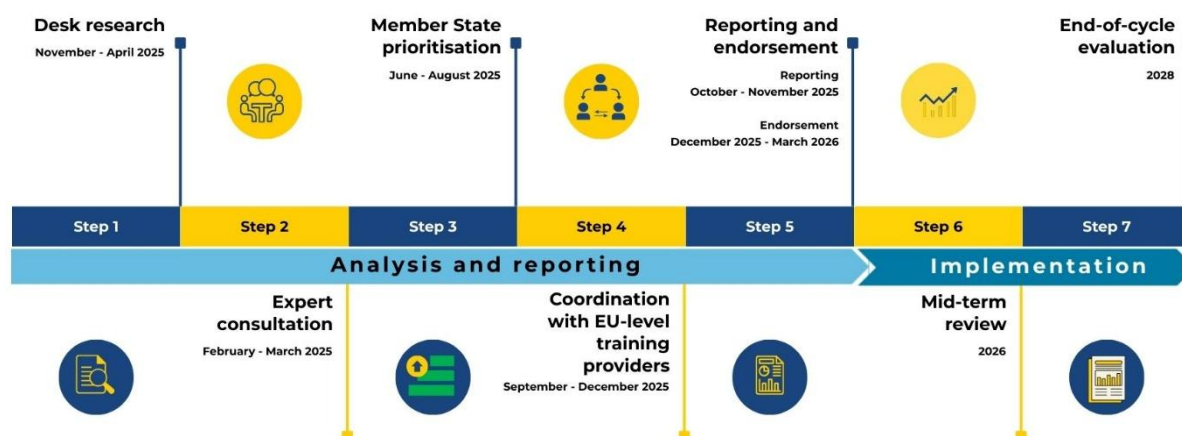 Desk research
November - April 2025
Member State
prioritisation
June - August 2025
Reporting and
endorsement
Reporting
October - November 2025
Endorsement
December 2025 - March 2026
End-of-cycle
evaluation
2028
Step 1
Step 2
Step 3
Step 4
Step 5
Step 6
Step 7
Analysis and reporting
Implementation
Expert
consultation
February - March 2025
Coordination
with EU-level
training
providers
September - December 2025
Mid-term
review
2026